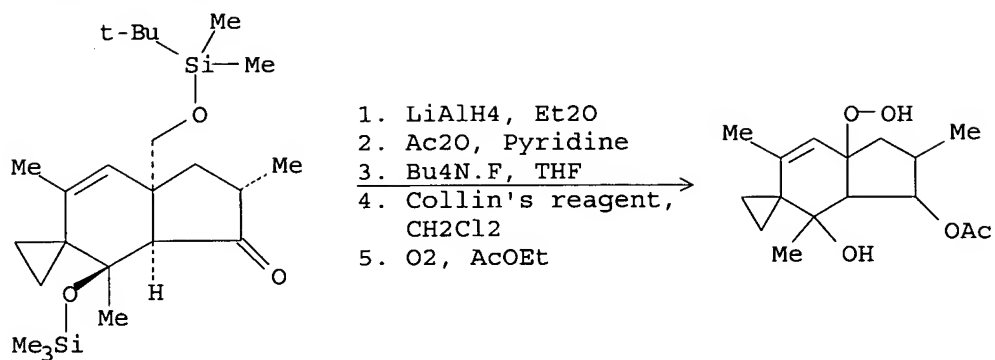 t-Bu
Me
Si
Me
O
Me
Me
O
H
O
Me
Me3Si
1. LiAlH4, Et2O
2. Ac2O, Pyridine
3. Bu4N.F, THF
4. Collin's reagent,
CH2Cl2
5. O2, AcOEt
O-OH
Me
Me
OAc
Me
OH